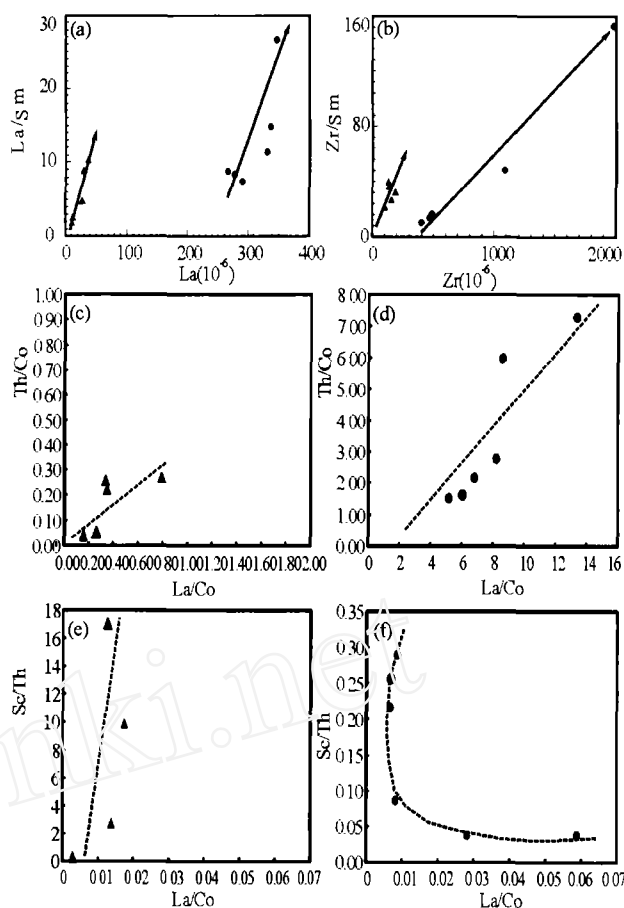 (a)
30
20
10
0
La/Sm
0 100 200 300 400
La(10⁻⁶)
(b)
160
80
0
Zr/Sm
0 1000 2000
Zr(10⁻⁶)
(c)
1.00
0 90
0 80
0 70
0 60
0.50
0.40
0.30
0.20
0.10
0.00
Th/Co
0.000.200.400.600.801.01.201.401.601.802.00
La/Co
(d)
8 00
7.00
6.00
5.00
4.00
3.00
2.00
1.00
0.00
Th/Co
0 2 4 6 8 10 12 14 16
La/Co
(e)
18
16
14
12
10
8
6
4
2
0
Sc/Th
0 0 01 0 02 0 03 0 04 0 05 0 06 0.07
La/Co
(f)
0.35
0.30
0.25
0.20
0.15
0.10
0.05
0.00
Sc/Th
0 0.01 0 02 0 03 0 04 0 05 0 06 0 07
La/Co
nki.net